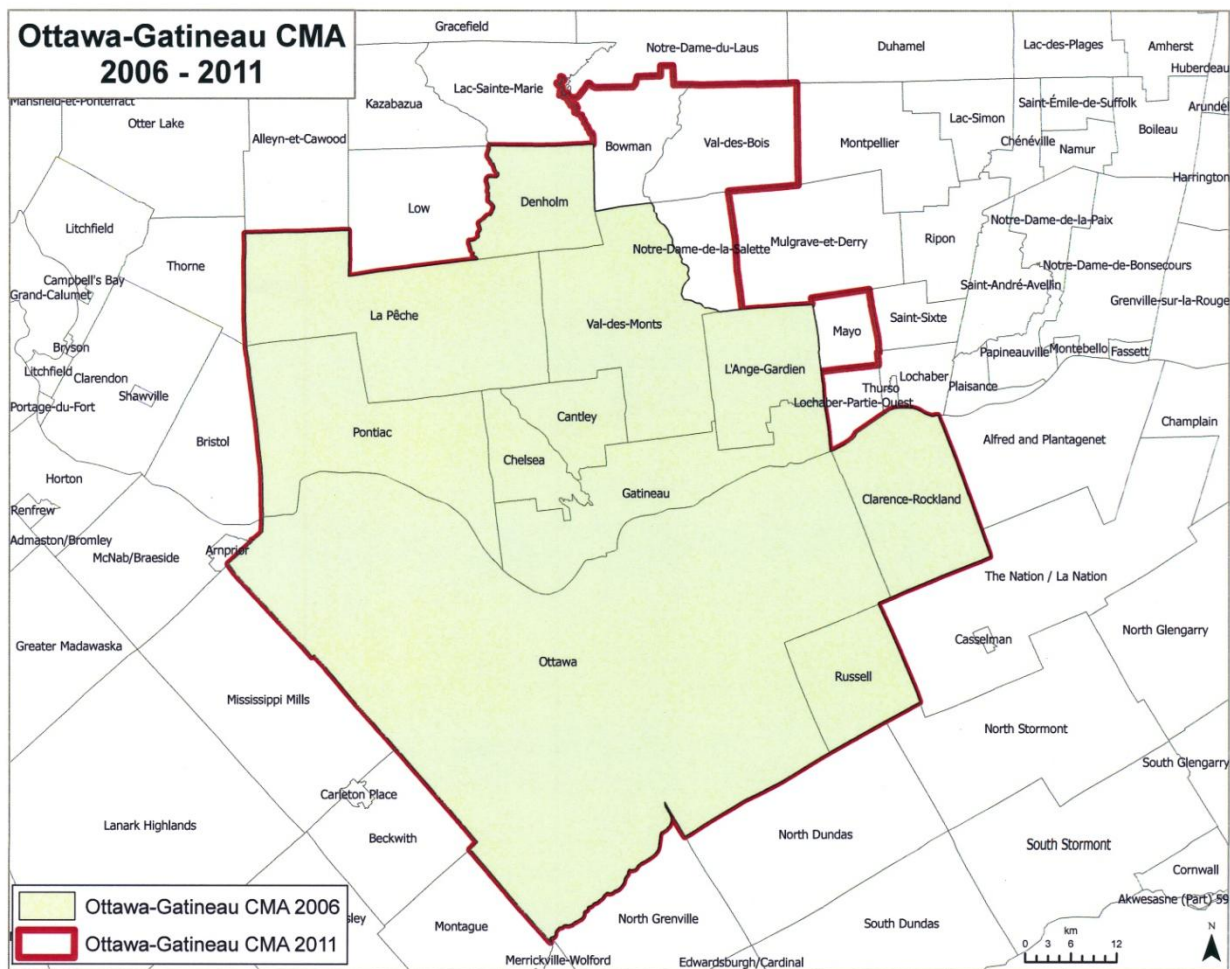 Ottawa-Gatineau CMA
2006 - 2011
Gracefield
Notre-Dame-du-Laus
Duhamel
Lac-des-Plages
Amherst
Huberdeau
Lac-Sainte-Marie
Kazabazua
Mansfield-et-Pontefract
Otter Lake
Alleyn-et-Cawood
Bowman
Val-des-Bois
Montpellier
Lac-Simon
Saint-Émile-de-Suffolk
Chénéville
Namur
Boileau
Arundel
Harrington
Low
Denholm
Litchfield
Thorne
Notre-Dame-de-la-Salette
Mulgrave-et-Derry
Ripon
Notre-Dame-de-la-Paix
Notre-Dame-de-Bonsecours
Campbell's Bay
Grand-Calumet
La Pêche
Val-des-Monts
Saint-André-Avellin
Grenville-sur-la-Rouge
Bryson
Litchfield
Clarendon
Shawville
Portage-du-Fort
Mayo
Saint-Sixte
Papineauville
Montebello
Fassett
L'Ange-Gardien
Thurso
Lochaber
Plaisance
Lochaber-Partie-Ouest
Bristol
Pontiac
Cantley
Chelsea
Gatineau
Alfred and Plantagenet
Champlain
Horton
Renfrew
Admaston/Bromley
McNab/Braeside
Arnprior
Clarence-Rockland
The Nation / La Nation
Casselman
North Glengarry
Greater Madawaska
Mississippi Mills
Ottawa
Russell
North Stormont
South Glengarry
Carleton Place
Lanark Highlands
Beckwith
North Dundas
South Stormont
Cornwall
Akwesasne (Part) 59
Ottawa-Gatineau CMA 2006
Ottawa-Gatineau CMA 2011
sley
Montague
North Grenville
South Dundas
Merrickville-Wolford
Edwardsburgh/Cardinal
km
0 3 6 12
N